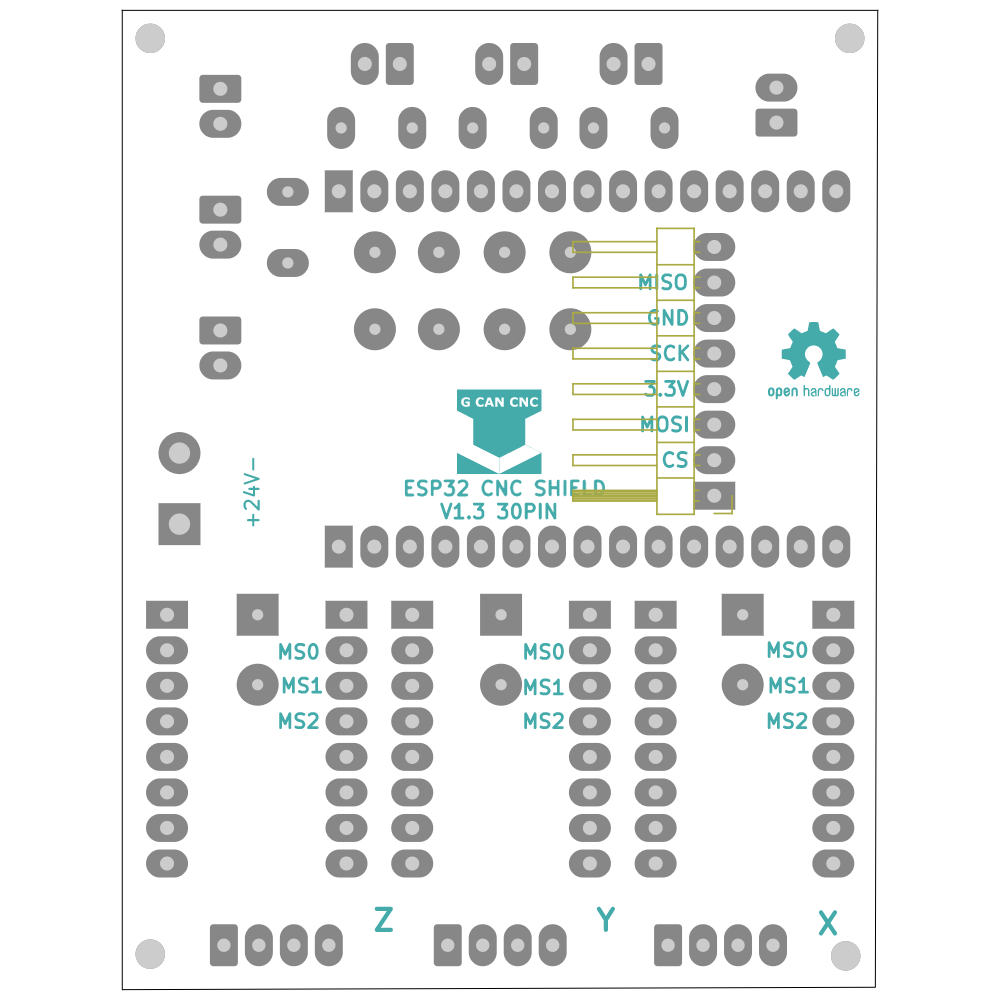 MISO
GND
SCK
3.3V
MOSI
CS
open hardware
G CAN CNC
ESP32 CNC SHIELD
V1.3 30PIN
+24V-
MS0
MS1
MS2
MS0
MS1
MS2
MS0
MS1
MS2
Z
Y
X